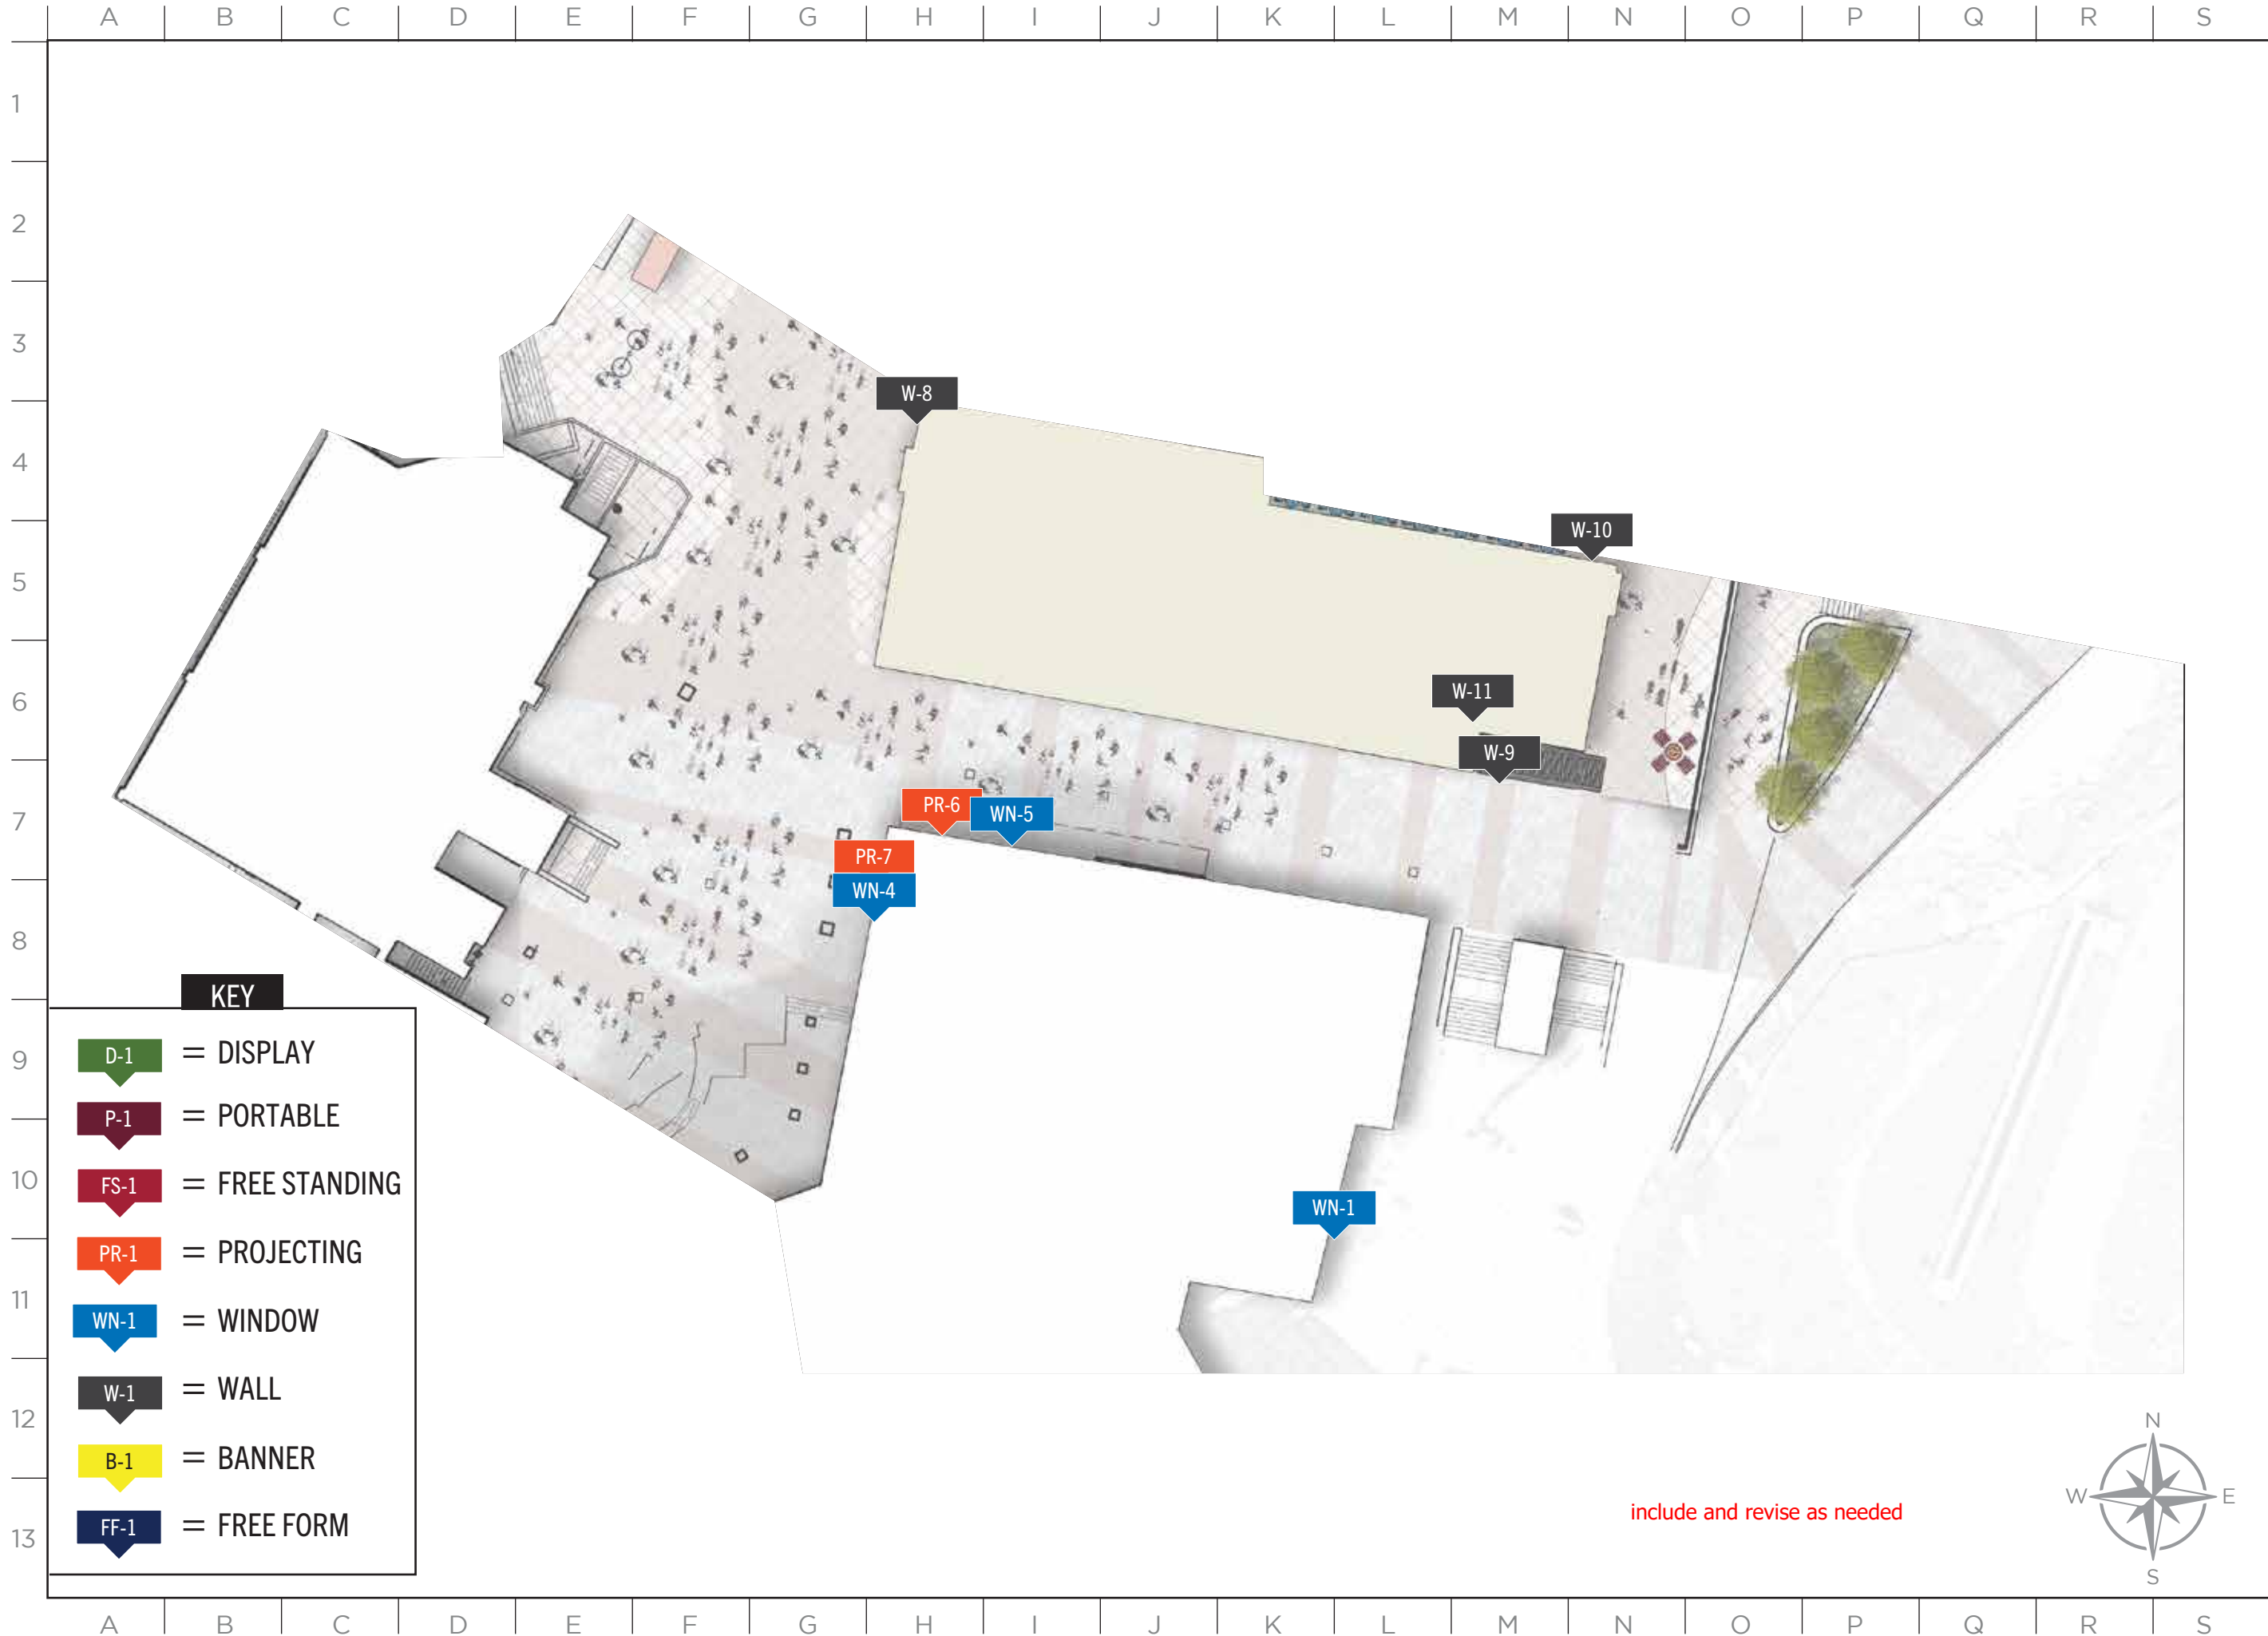 A B C D E F G H I J K L M N O P Q R S
1
2
3
W-8
4
W-10
5
6
W-11
W-9
7
PR-6
WN-5
PR-7
WN-4
8
KEY
9
D-1 = DISPLAY
P-1 = PORTABLE
10
FS-1 = FREE STANDING
WN-1
PR-1 = PROJECTING
11
WN-1 = WINDOW
W-1 = WALL
12
B-1 = BANNER
13
FF-1 = FREE FORM
include and revise as needed
N
W E
S
A B C D E F G H I J K L M N O P Q R S